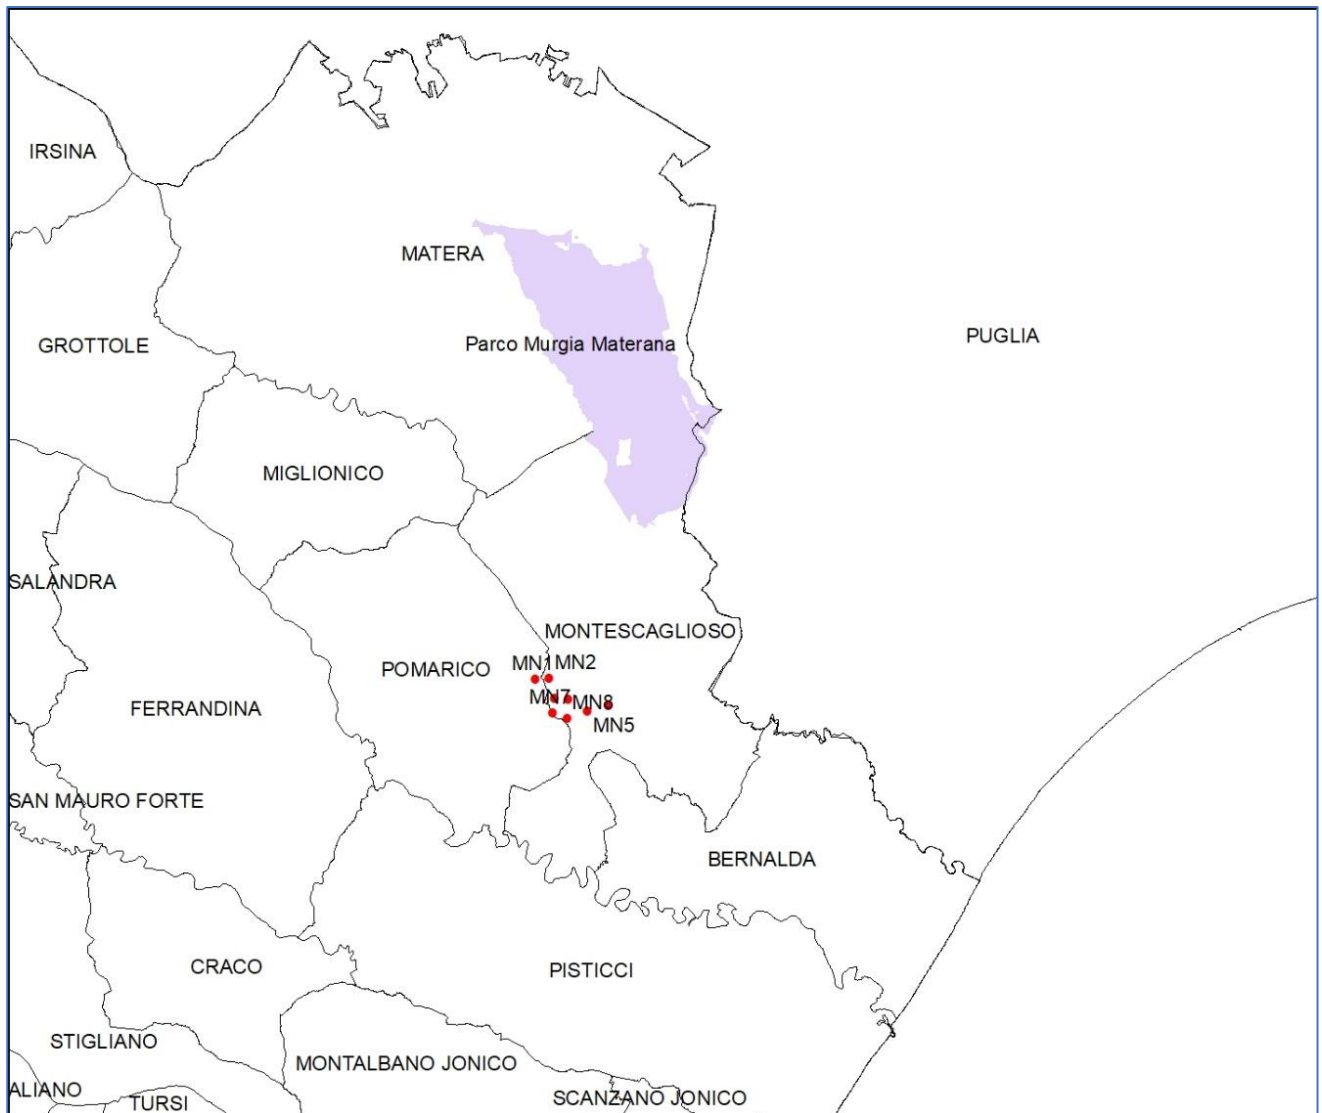 IRSINA
MATERA
PUGLIA
Parco Murgia Materana
GROTTOLE
MIGLIONICO
SALANDRA
MONTESCAGLIOSO
POMARICO
MN1
MN2
FERRANDINA
MN7
MN8
MN5
SAN MAURO FORTE
BERNALDA
CRACO
PISTICCI
STIGLIANO
MONTALBANO JONICO
ALIANO
TURSI
SCANZANO JONICO